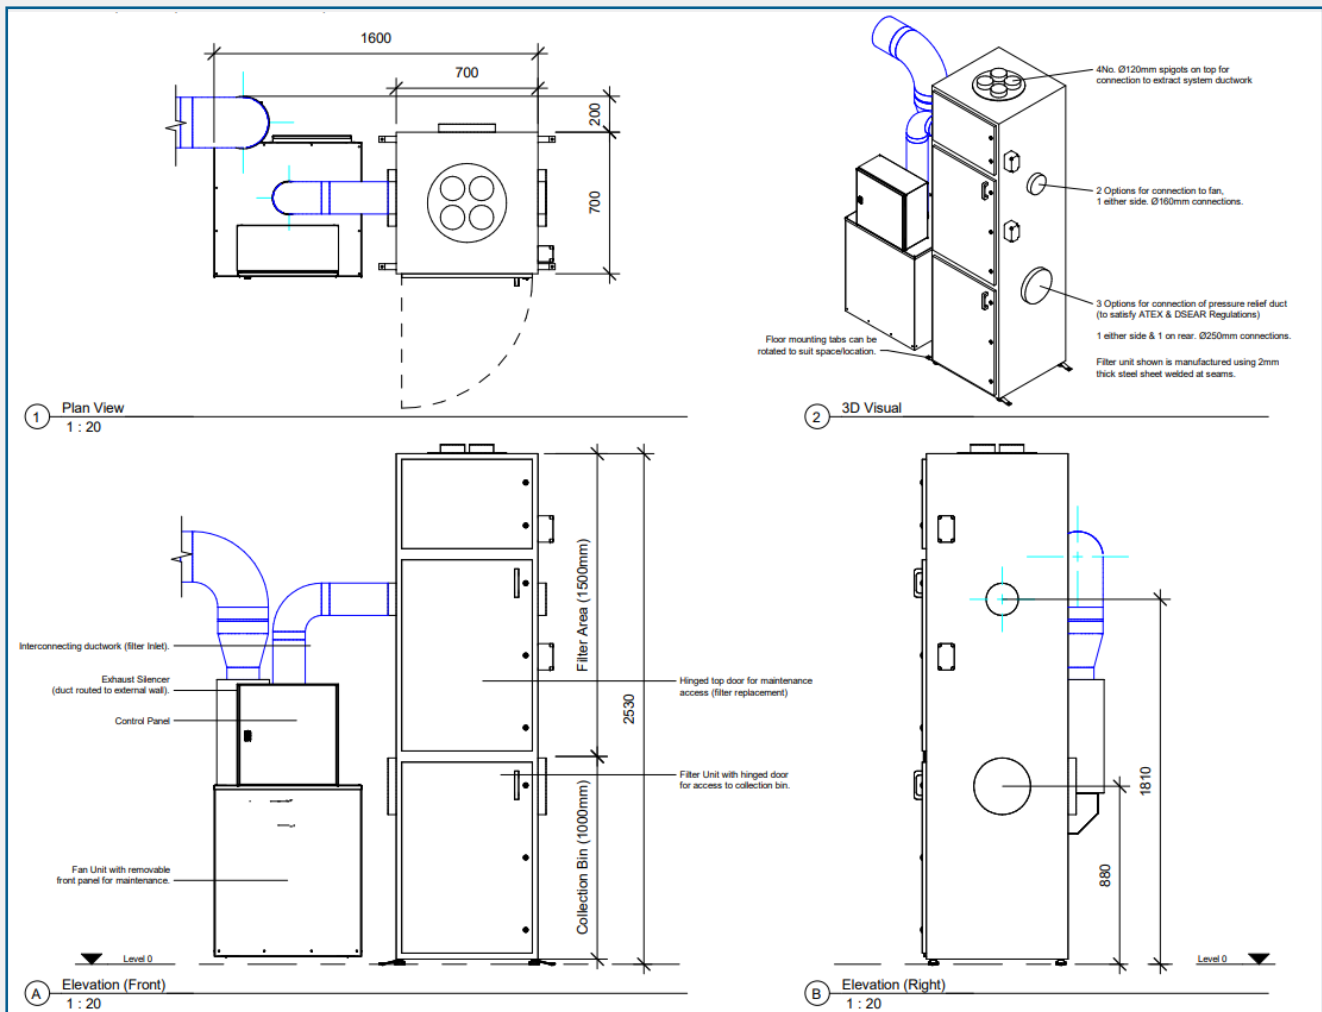 1600
700
200
700
4No. Ø120mm spigots on top for
connection to extract system ductwork
2 Options for connection to fan,
1 either side. Ø160mm connections.
3 Options for connection of pressure relief duct
(to satisfy ATEX & DSEAR Regulations)
1 either side & 1 on rear. Ø250mm connections.
Filter unit shown is manufactured using 2mm
thick steel sheet welded at seams.
Floor mounting tabs can be
rotated to suit space/location.
1 Plan View
1 : 20
2 3D Visual
Interconnecting ductwork (filter Inlet).
Exhaust Silencer
(duct routed to external wall).
Control Panel
Fan Unit with removable
front panel for maintenance.
Filter Area (1500mm)
Collection Bin (1000mm)
2530
Hinged top door for maintenance
access (filter replacement)
Filter Unit with hinged door
for access to collection bin.
Level 0
A Elevation (Front)
1 : 20
1810
880
Level 0
B Elevation (Right)
1 : 20